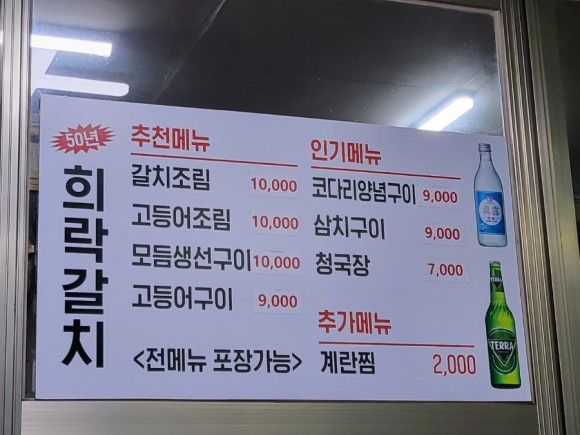 50년
희락갈치
추천메뉴
갈치조림 10,000
고등어조림 10,000
모듬생선구이 10,000
고등어구이 9,000
<전메뉴 포장가능>
인기메뉴
코다리양념구이 9,000
삼치구이 9,000
청국장 7,000
추가메뉴
계란찜 2,000
TERRA